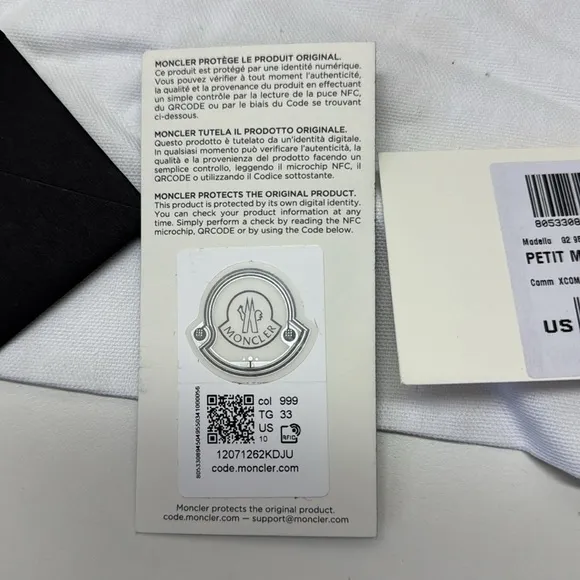 MONCLER PROTÈGE LE PRODUIT ORIGINAL.
Ce produit est protégé par une identité numérique.
Vous pouvez vérifier à tout moment l'authenticité,
la qualité et la provenance du produit en effectuant
un simple contrôle par la lecture de la puce NFC,
du QRCODE ou par le biais du Code se trouvant
ci-dessous.
MONCLER TUTELA IL PRODOTTO ORIGINALE.
Questo prodotto è tutelato da un'identità digitale.
In qualsiasi momento può verificare l'autenticità, la
qualità e la provenienza del prodotto facendo un
semplice controllo, leggendo il microchip NFC, il
QRCODE o utilizzando il Codice sottostante.
MONCLER PROTECTS THE ORIGINAL PRODUCT.
This product is protected by its own digital identity.
You can check your product information at any
time. Simply perform a check by reading the NFC
microchip, QRCODE or by using the Code below.
MONCLER
col 999
TG 33
US
10
RFID
12071262KDJU
code.moncler.com
Moncler protects the original product.
code.moncler.com — support@moncler.com
8053308
Modello
PETIT M
Comm XCOM
US